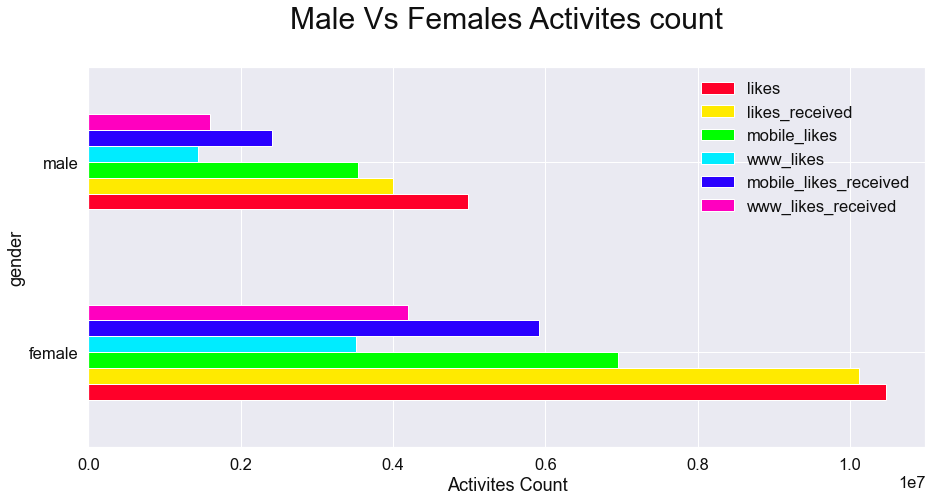 Male Vs Females Activites count
likes
likes_received
mobile_likes
www_likes
mobile_likes_received
www_likes_received
male
gender
female
0.0 0.2 0.4 0.6 0.8 1.0
1e7
Activites Count